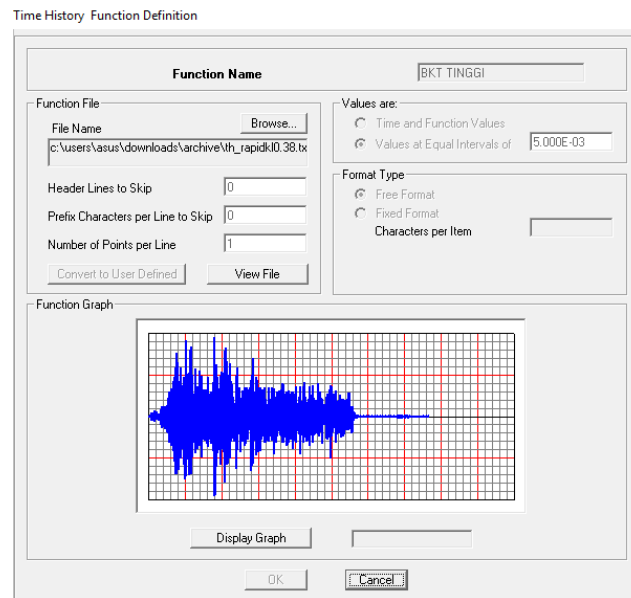 Time History Function Definition
Function Name
BKT TINGGI
Function File
File Name
Browse...
c:\users\asus\downloads\archive\th_rapidkl0.38.tx
Header Lines to Skip
0
Prefix Characters per Line to Skip
0
Number of Points per Line
1
Convert to User Defined
View File
Values are:
Time and Function Values
Values at Equal Intervals of
5.000E-03
Format Type
Free Format
Fixed Format
Characters per Item
Function Graph
Display Graph
OK
Cancel